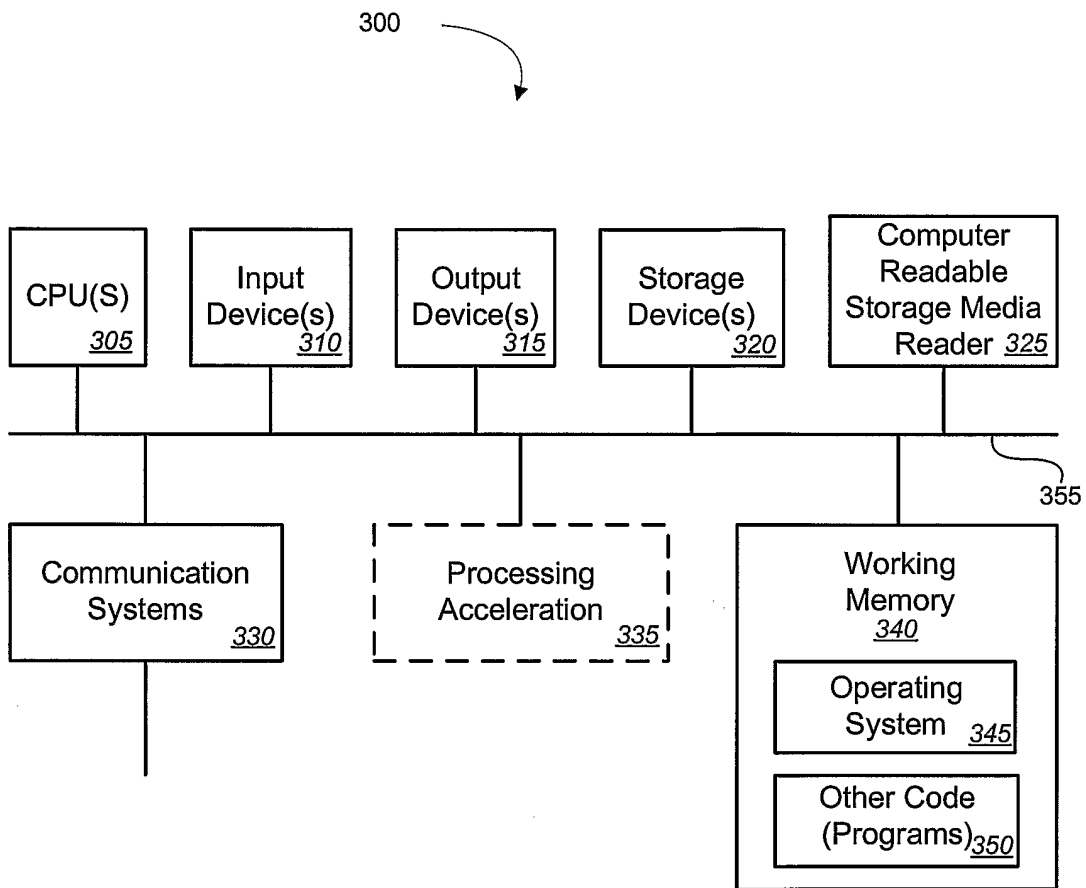 300
CPU(S)
305
Input
Device(s)
310
Output
Device(s)
315
Storage
Device(s)
320
Computer
Readable
Storage Media
Reader 325
355
Communication
Systems
330
Processing
Acceleration
335
Working
Memory
340
Operating
System
345
Other Code
(Programs)
350